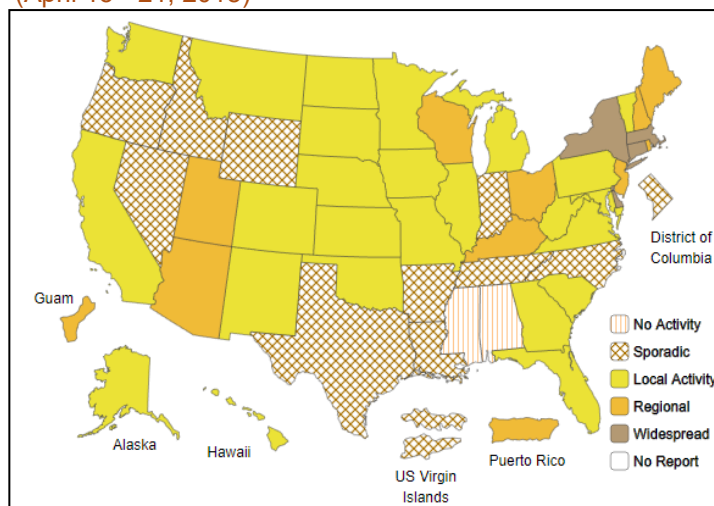 Guam
Alaska
Hawaii
US Virgin
Islands
Puerto Rico
District of
Columbia
No Activity
Sporadic
Local Activity
Regional
Widespread
No Report